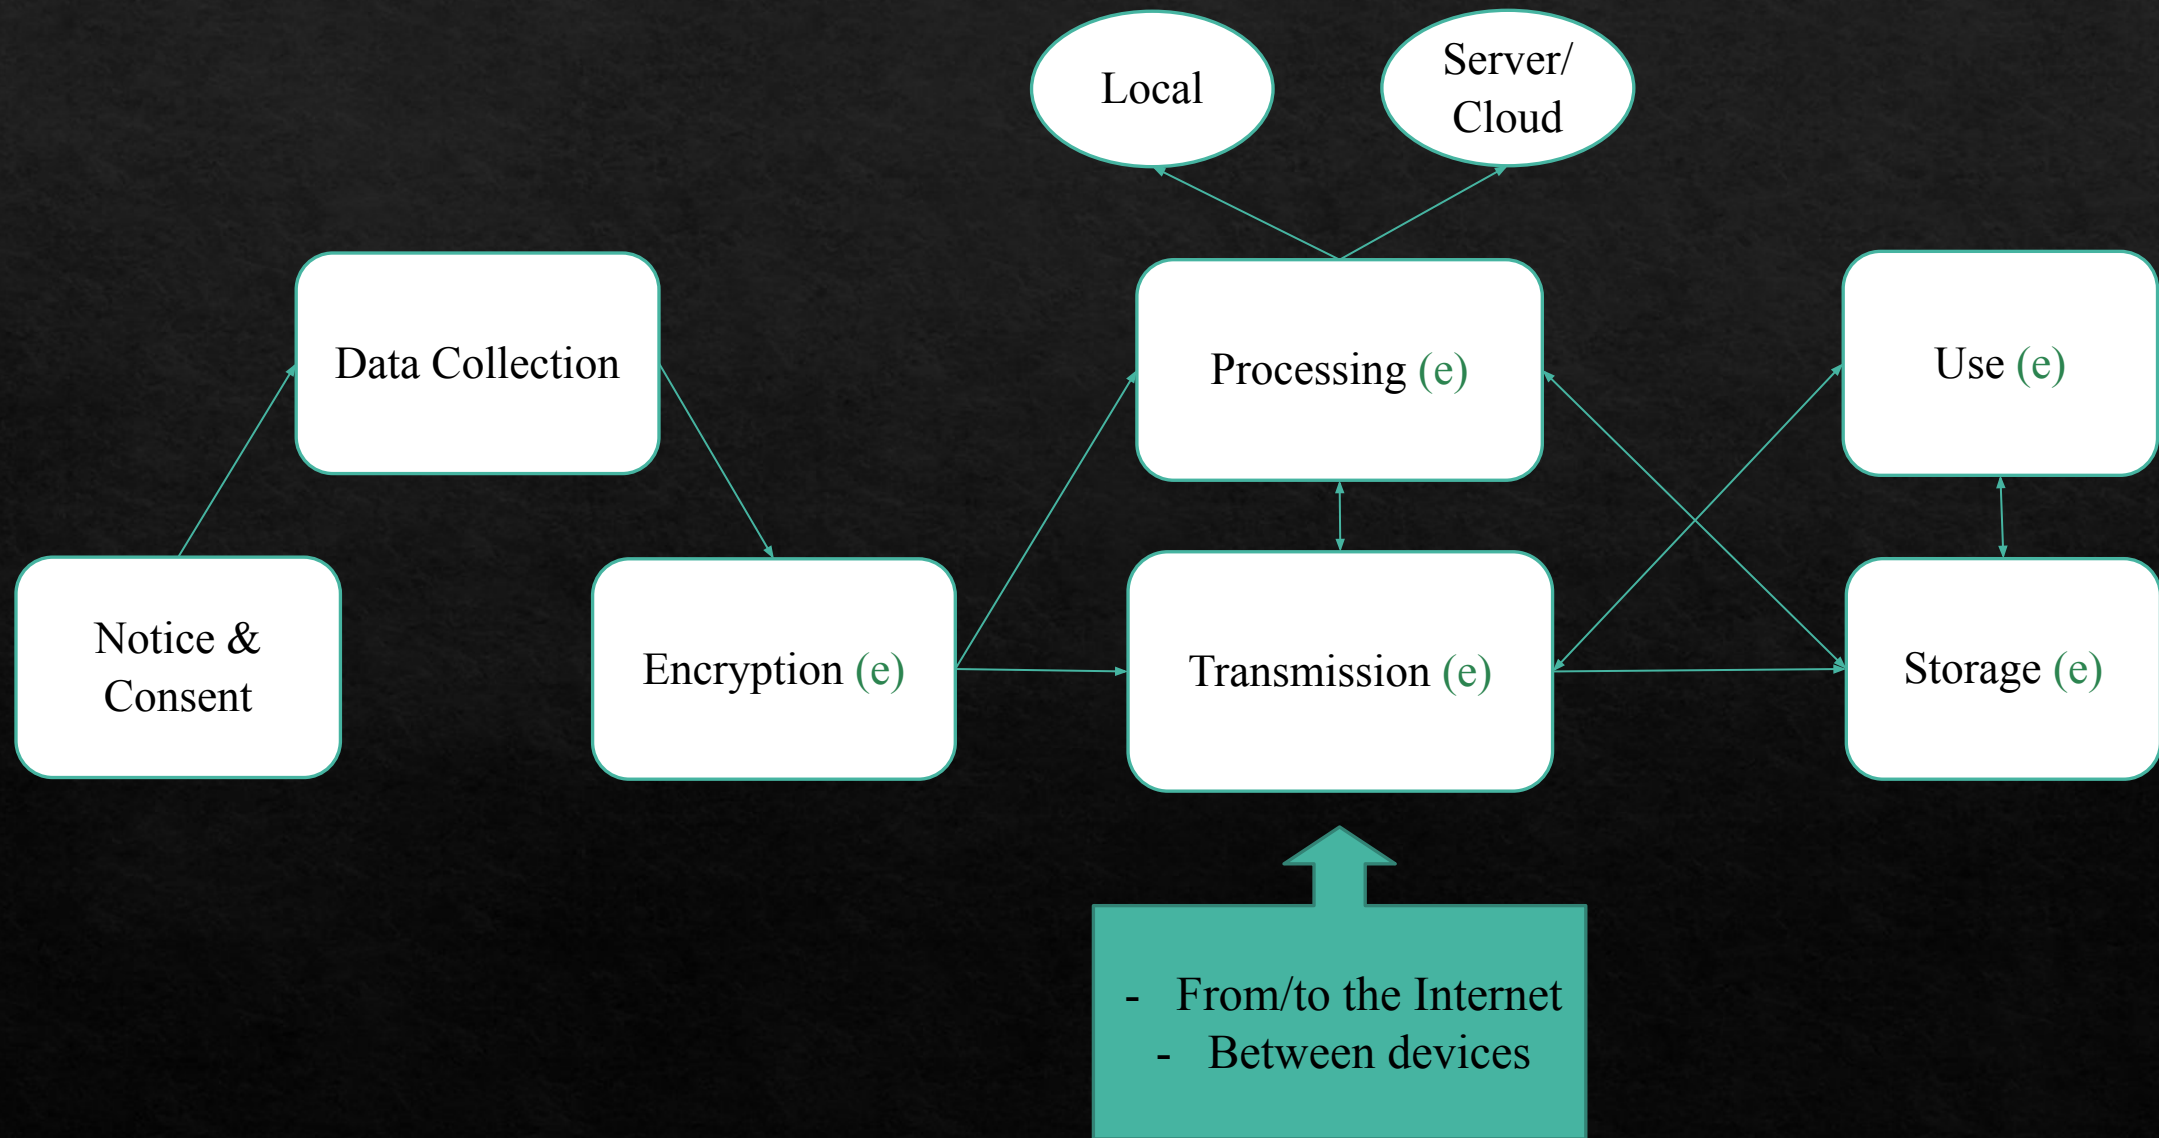 Local
Server/
Cloud
Data Collection
Processing (e)
Use (e)
Notice &
Consent
Encryption (e)
Transmission (e)
Storage (e)
- From/to the Internet
- Between devices